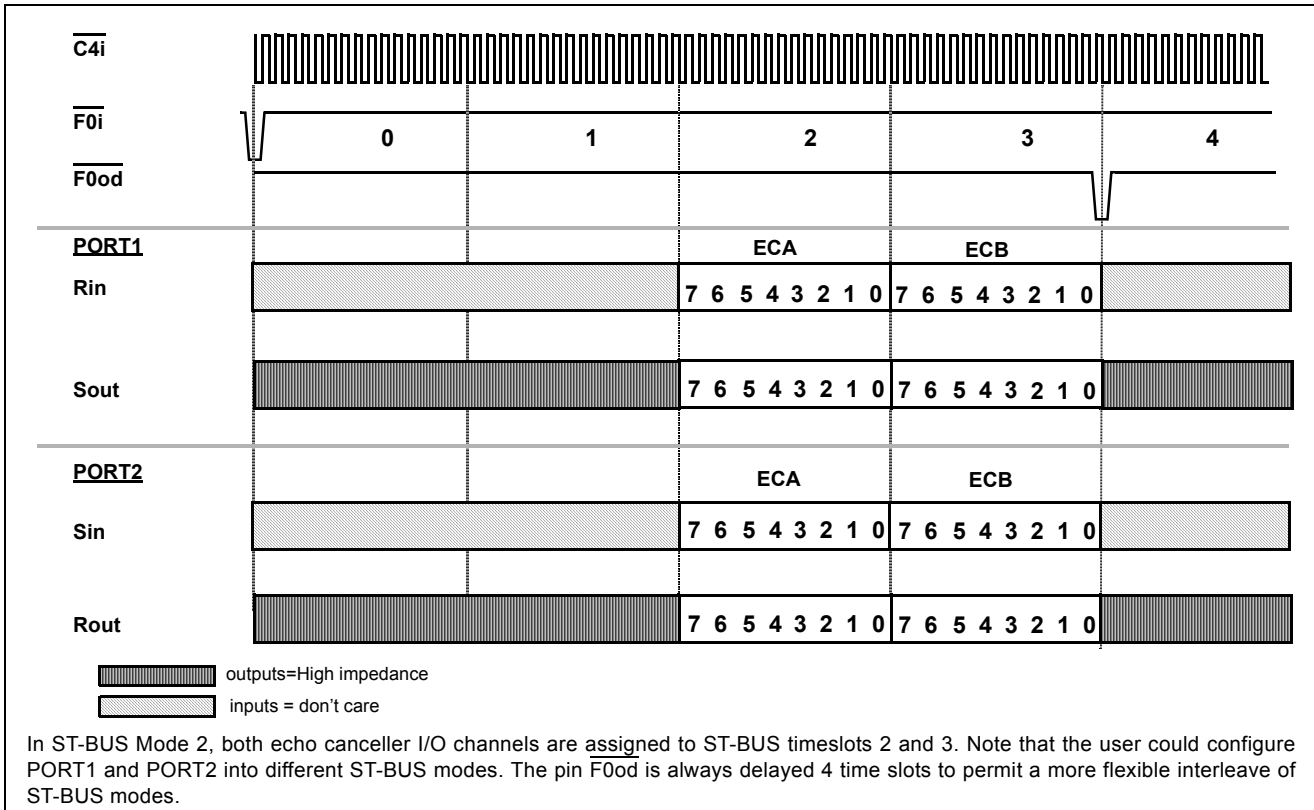 C4i
F0i
0 1 2 3 4
F0od
PORT1
ECA ECB
Rin
7 6 5 4 3 2 1 0 7 6 5 4 3 2 1 0
Sout
7 6 5 4 3 2 1 0 7 6 5 4 3 2 1 0
PORT2
ECA ECB
Sin
7 6 5 4 3 2 1 0 7 6 5 4 3 2 1 0
Rout
7 6 5 4 3 2 1 0 7 6 5 4 3 2 1 0
outputs=High impedance
inputs = don't care
In ST-BUS Mode 2, both echo canceller I/O channels are assigned to ST-BUS timeslots 2 and 3. Note that the user could configure
PORT1 and PORT2 into different ST-BUS modes. The pin F0od is always delayed 4 time slots to permit a more flexible interleave of
ST-BUS modes.